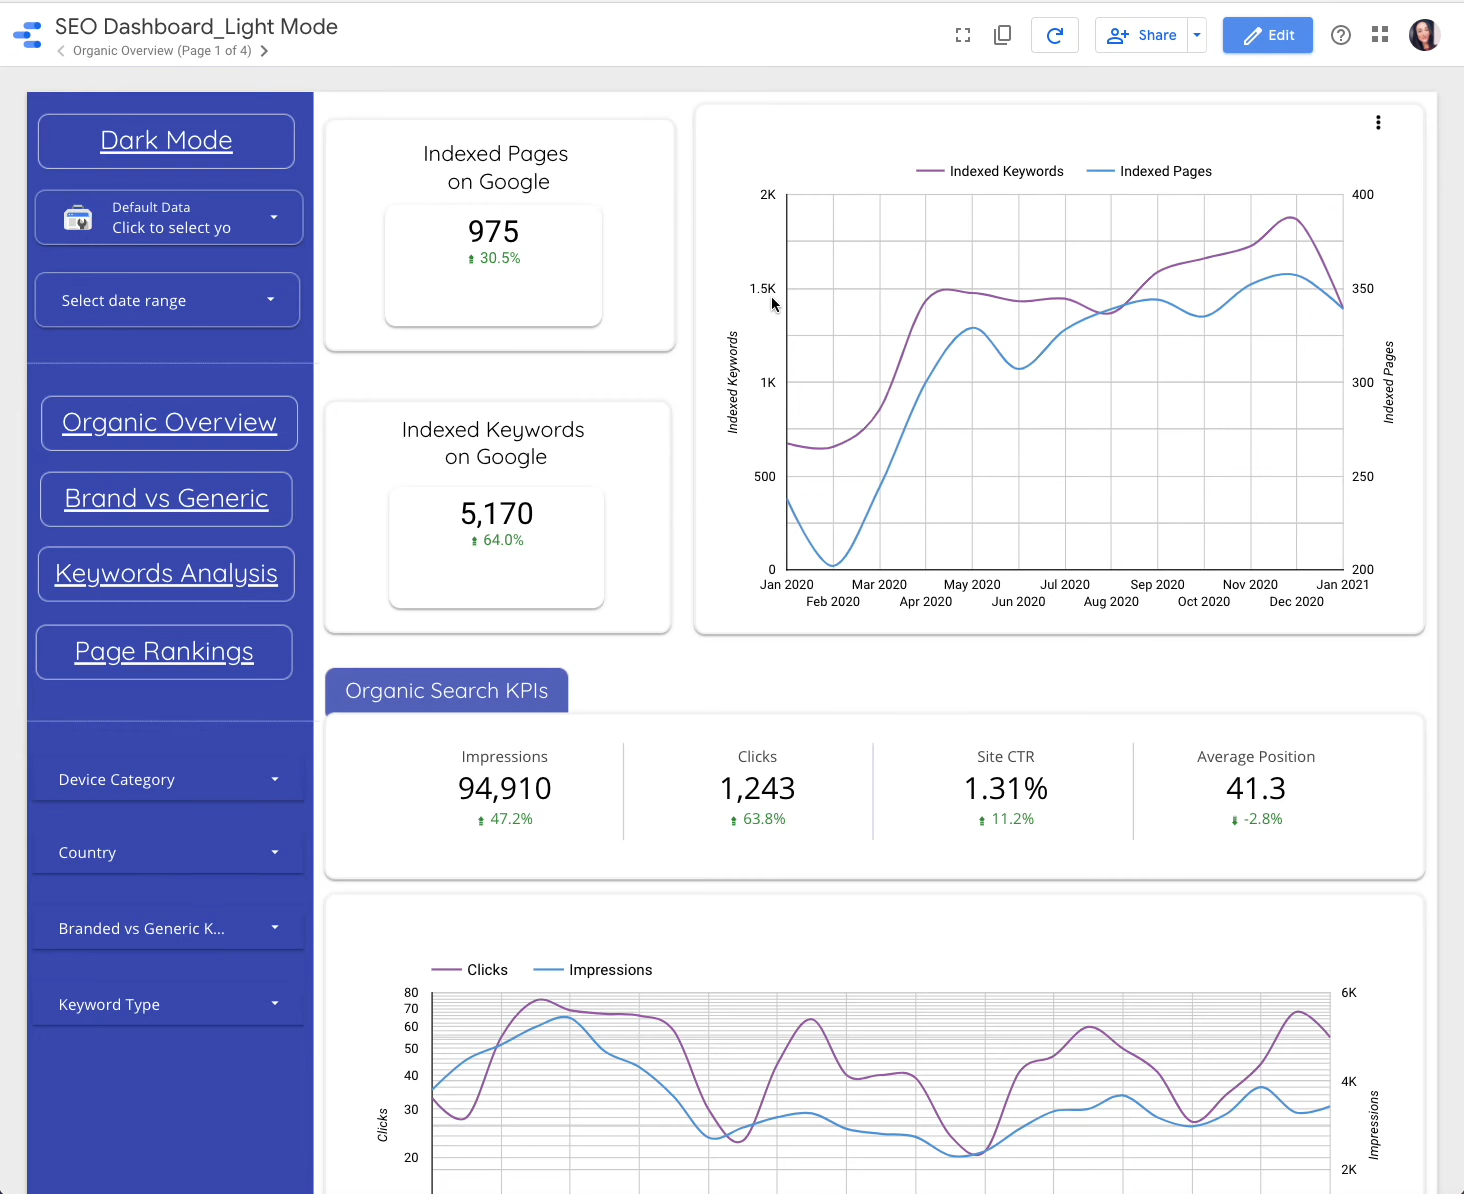 SEO Dashboard_Light Mode
Organic Overview (Page 1 of 4)
Share
Edit
Dark Mode
Default Data
Click to select yo
Select date range
Organic Overview
Brand vs Generic
Keywords Analysis
Page Rankings
Device Category
Country
Branded vs Generic K...
Keyword Type
Indexed Pages
on Google
975
30.5%
Indexed Keywords
on Google
5,170
64.0%
Indexed Keywords
Indexed Pages
2K
1.5K
1K
500
0
Indexed Keywords
400
350
300
250
200
Indexed Pages
Jan 2020
Feb 2020
Mar 2020
Apr 2020
May 2020
Jun 2020
Jul 2020
Aug 2020
Sep 2020
Oct 2020
Nov 2020
Dec 2020
Jan 2021
Organic Search KPIs
Impressions
94,910
47.2%
Clicks
1,243
63.8%
Site CTR
1.31%
11.2%
Average Position
41.3
-2.8%
Clicks
Impressions
80
70
60
50
40
30
20
Clicks
6K
4K
2K
Impressions